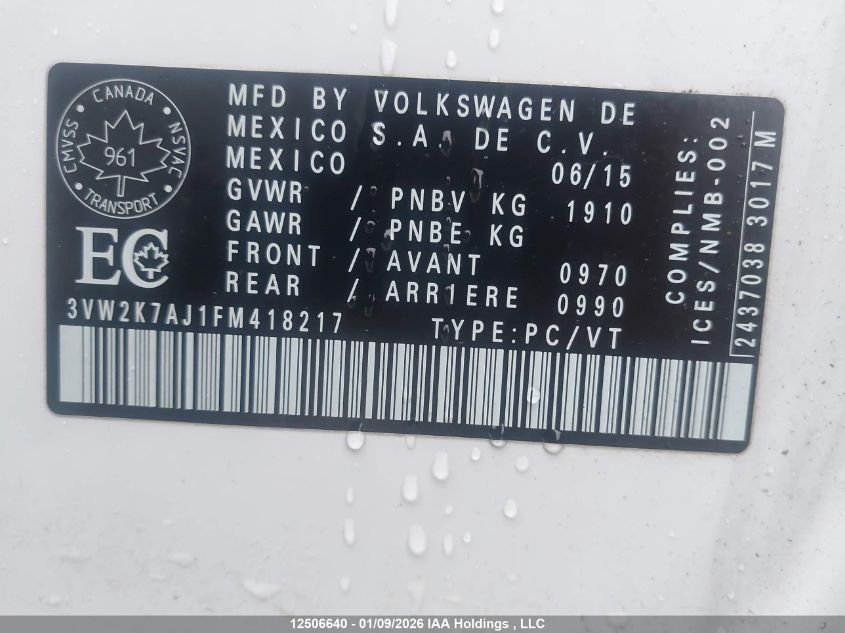 CANADA
CMVSS NSVAC
961
TRANSPORT
EC
MFD BY VOLKSWAGEN DE
MEXICO S.A. DE C.V.
MEXICO 06/15
GVWR / PNBV KG 1910
GAWR / PNBE KG
FRONT / AVANT 0970
REAR / ARRIERE 0990
3VW2K7AJ1FM418217 TYPE:PC/VT
COMPLIES:
ICES/NMB-002
2437038 3017 M
12506640 - 01/09/2026 IAA Holdings , LLC